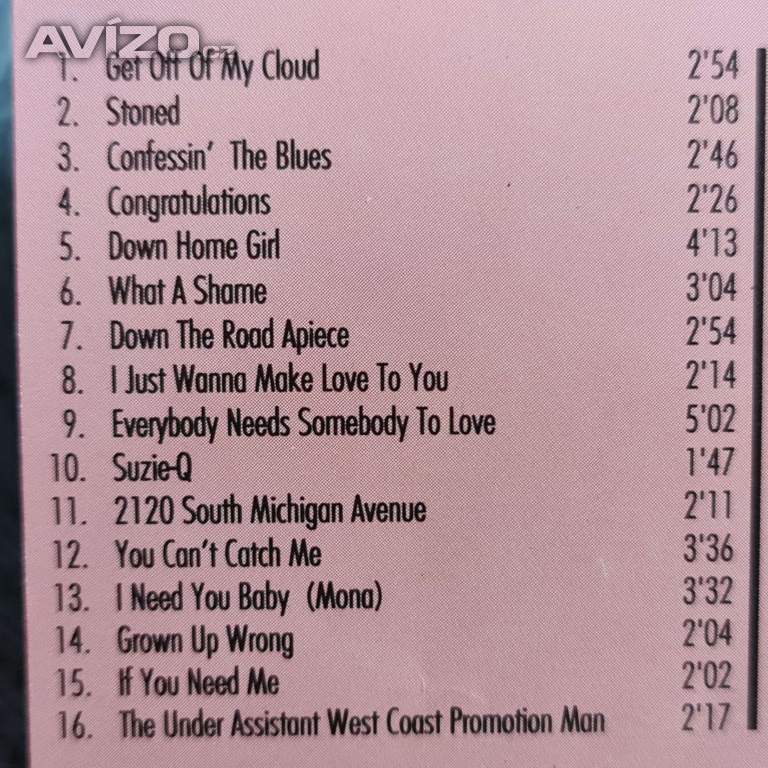 AVÍZO.cz
1. Get Off Of My Cloud 2'54
2. Stoned 2'08
3. Confessin' The Blues 2'46
4. Congratulations 2'26
5. Down Home Girl 4'13
6. What A Shame 3'04
7. Down The Road Apiece 2'54
8. I Just Wanna Make Love To You 2'14
9. Everybody Needs Somebody To Love 5'02
10. Suzie-Q 1'47
11. 2120 South Michigan Avenue 2'11
12. You Can't Catch Me 3'36
13. I Need You Baby (Mona) 3'32
14. Grown Up Wrong 2'04
15. If You Need Me 2'02
16. The Under Assistant West Coast Promotion Man 2'17